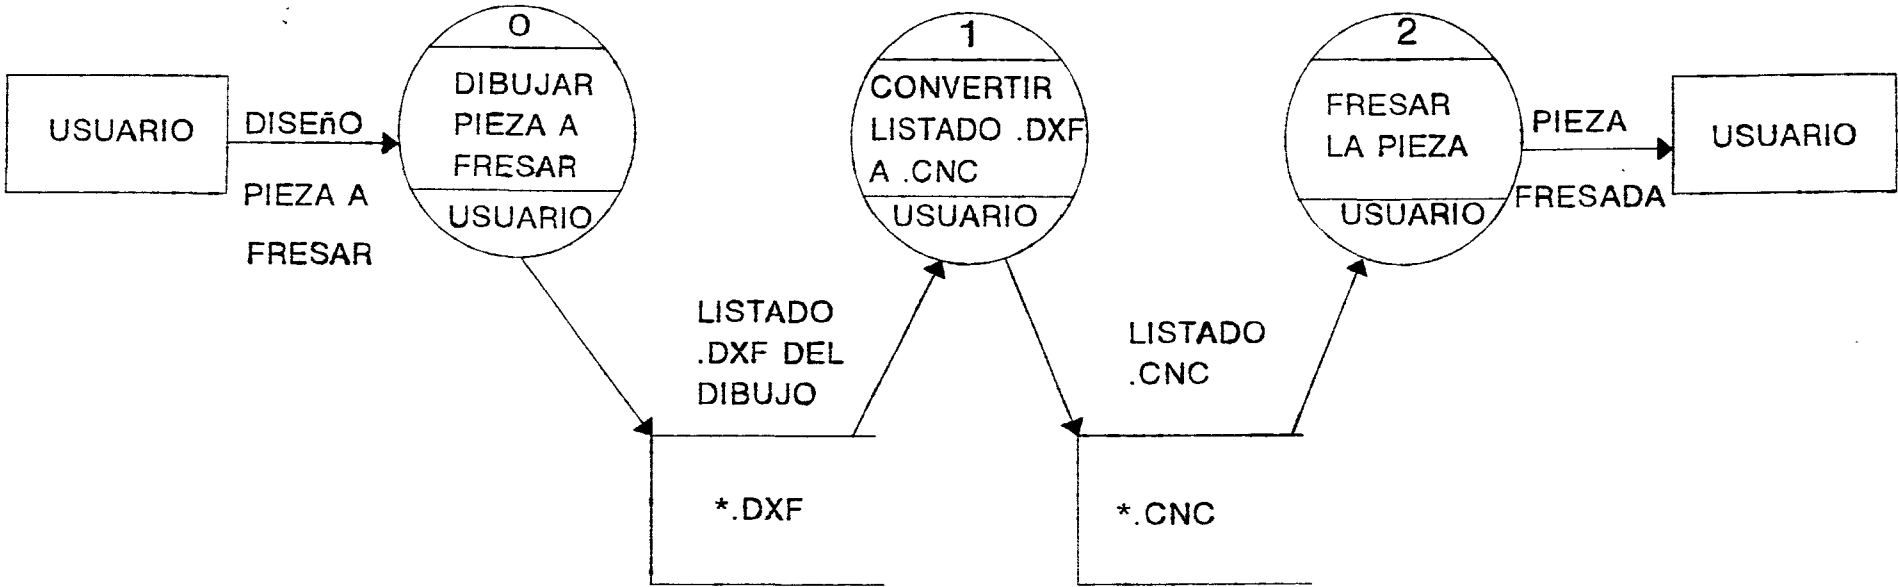 USUARIO
DISEñO
PIEZA A
FRESAR
0
DIBUJAR
PIEZA A
FRESAR
USUARIO
LISTADO
.DXF DEL
DIBUJO
*.DXF
1
CONVERTIR
LISTADO .DXF
A .CNC
USUARIO
LISTADO
.CNC
*.CNC
2
FRESAR
LA PIEZA
USUARIO
PIEZA
FRESADA
USUARIO